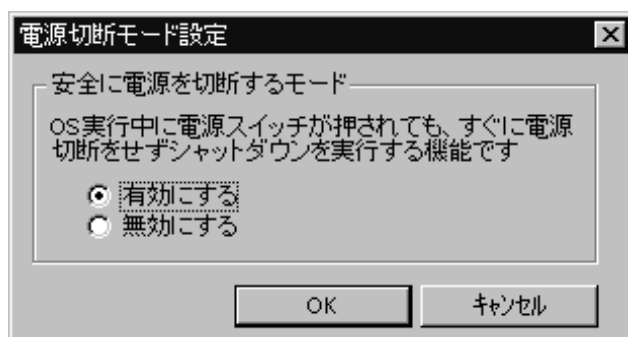 電源切断モード設定
安全に電源を切断するモード
OS実行中に電源スイッチが押されても、すぐに電源
切断をせずシャットダウンを実行する機能です
有効にする
無効にする
OK
キャンセル